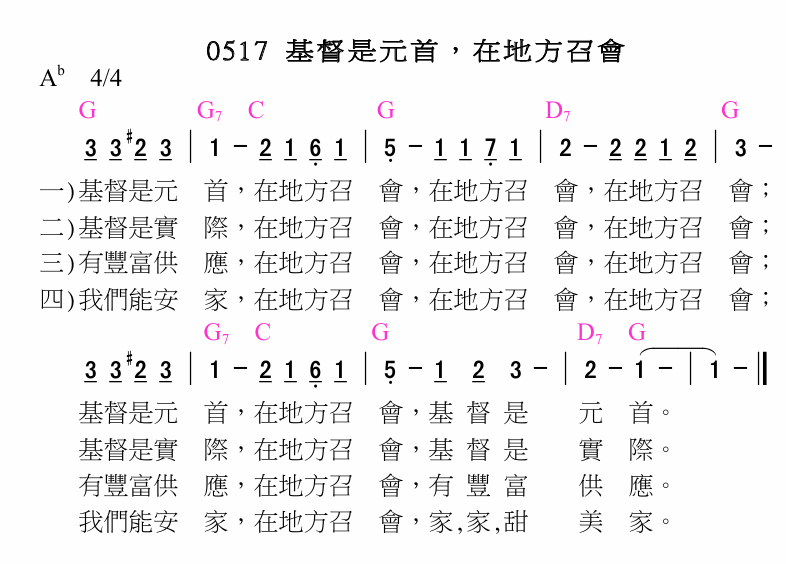 0517 基督是元首，在地方召會
A♭ 4/4
G G7 C G D7 G
3 3 #2 3 | 1 - 2 1 6 1 | 5 - 1 1 7 1 | 2 - 2 2 1 2 | 3 -
一)基督是元 首，在地方召 會，在地方召 會，在地方召 會；
二)基督是實 際，在地方召 會，在地方召 會，在地方召 會；
三)有豐富供 應，在地方召 會，在地方召 會，在地方召 會；
四)我們能安 家，在地方召 會，在地方召 會，在地方召 會；
G7 C G D7 G
3 3 #2 3 | 1 - 2 1 6 1 | 5 - 1 2 3 - | 2 - 1 - | 1 - ‖
基督是元 首，在地方召 會，基 督 是 元 首。
基督是實 際，在地方召 會，基 督 是 實 際。
有豐富供 應，在地方召 會，有 豐 富 供 應。
我們能安 家，在地方召 會，家,家,甜 美 家。